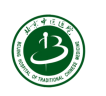 北京中医医院
BEIJING HOSPITAL OF TRADITIONAL CHINESE MEDICINE